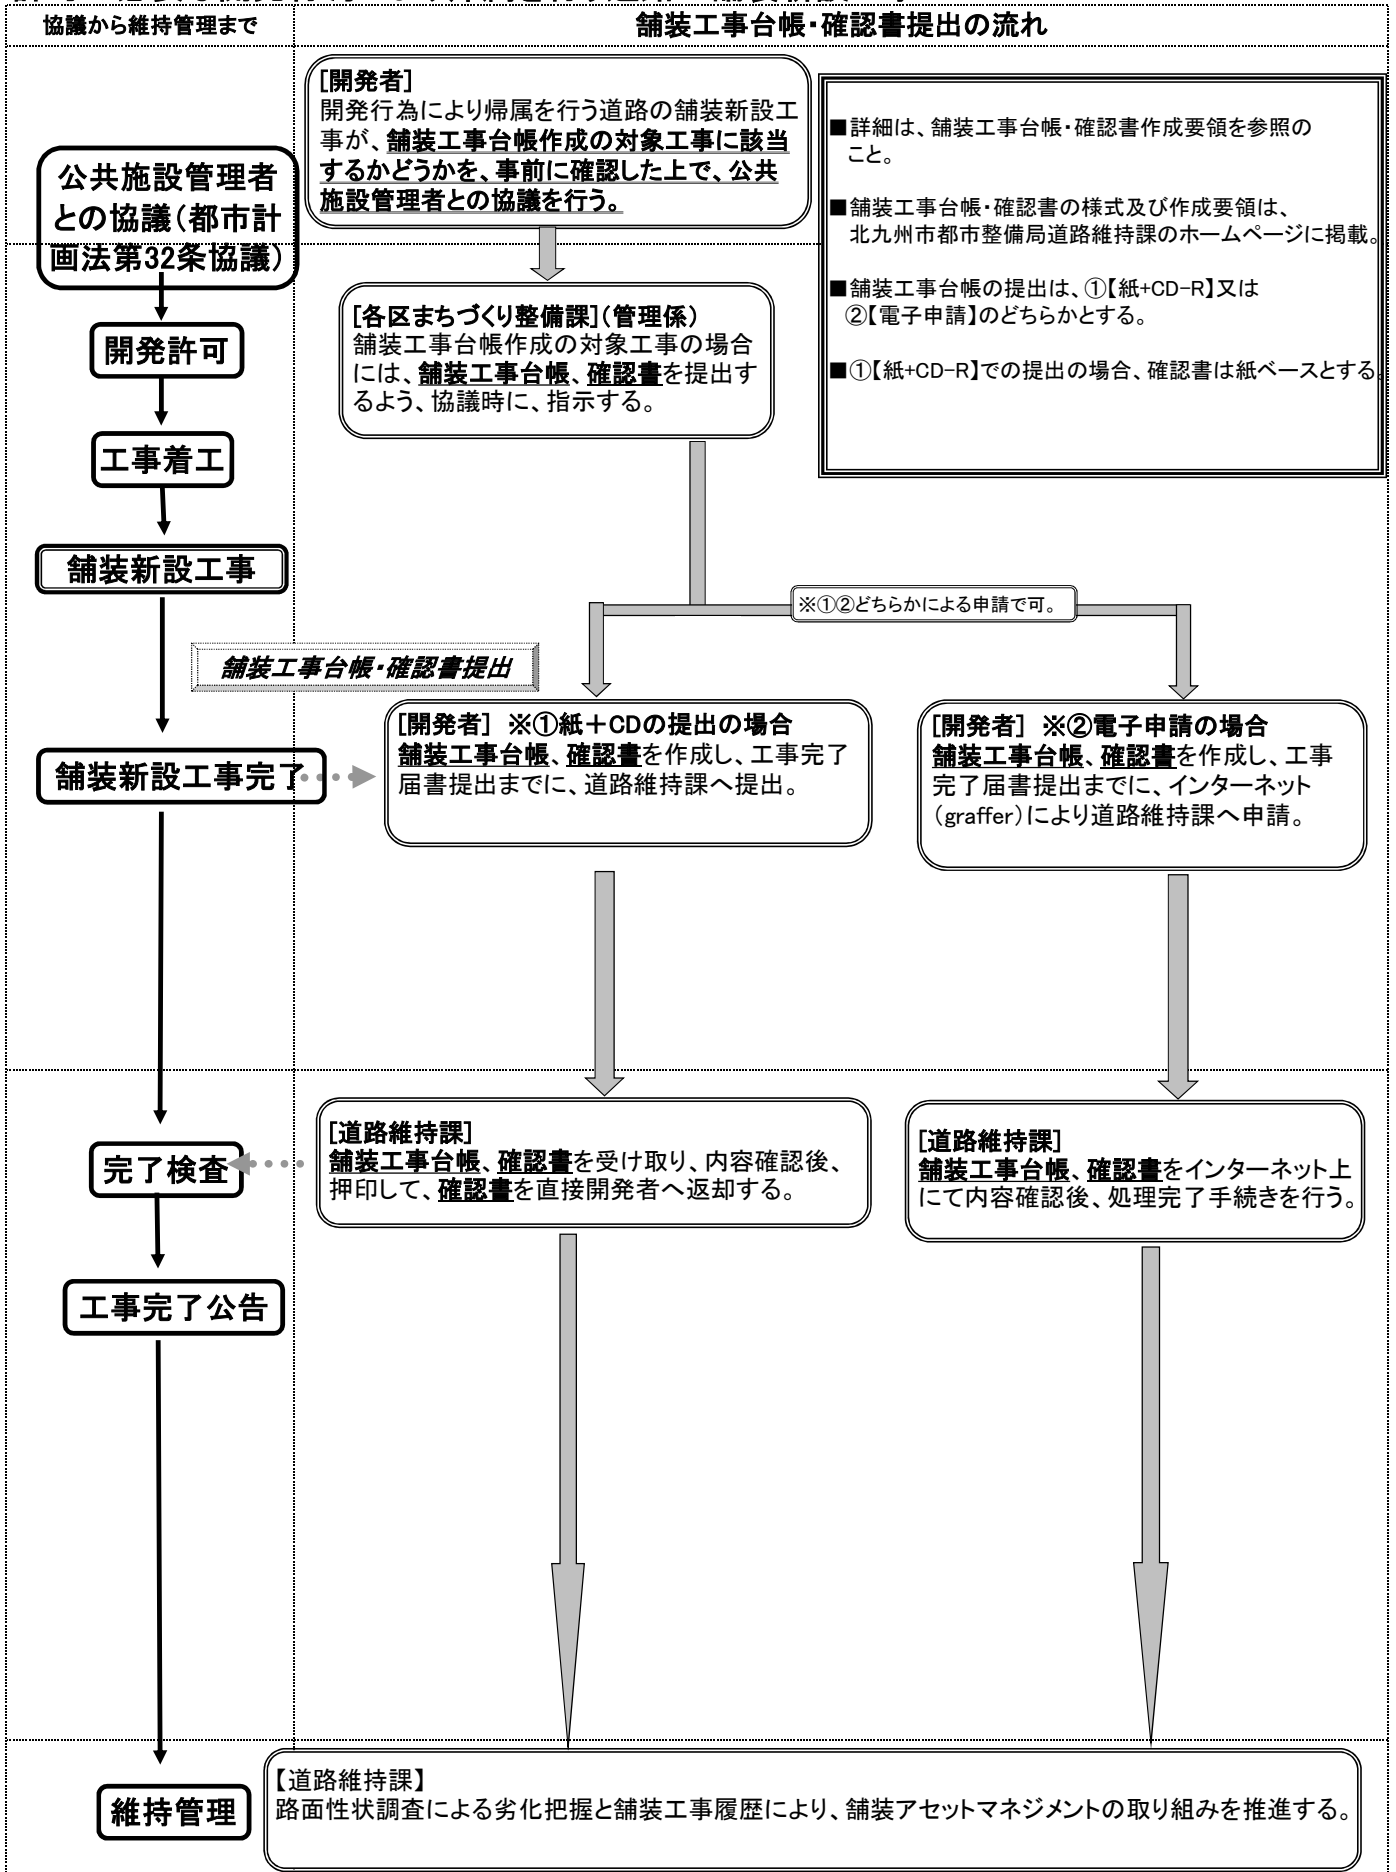 協議から維持管理まで
舗装工事台帳・確認書提出の流れ
[開発者]
開発行為により帰属を行う道路の舗装新設工
事が、舗装工事台帳作成の対象工事に該当
するかどうかを、事前に確認した上で、公共
施設管理者との協議を行う。
■詳細は、舗装工事台帳・確認書作成要領を参照の
こと。
■舗装工事台帳・確認書の様式及び作成要領は、
北九州市都市整備局道路維持課のホームページに掲載。
■舗装工事台帳の提出は、①【紙+CD-R】又は
②【電子申請】のどちらかとする。
■①【紙+CD-R】での提出の場合、確認書は紙ベースとする。
公共施設管理者
との協議(都市計
画法第32条協議)
[各区まちづくり整備課](管理係)
舗装工事台帳作成の対象工事の場合
には、舗装工事台帳、確認書を提出す
るよう、協議時に、指示する。
開発許可
工事着工
舗装新設工事
※①②どちらかによる申請で可。
舗装工事台帳・確認書提出
[開発者] ※①紙+CDの提出の場合
舗装工事台帳、確認書を作成し、工事完了
届書提出までに、道路維持課へ提出。
[開発者] ※②電子申請の場合
舗装工事台帳、確認書を作成し、工事
完了届書提出までに、インターネット
(graffer)により道路維持課へ申請。
舗装新設工事完了
[道路維持課]
舗装工事台帳、確認書を受け取り、内容確認後、
押印して、確認書を直接開発者へ返却する。
[道路維持課]
舗装工事台帳、確認書をインターネット上
にて内容確認後、処理完了手続きを行う。
完了検査
工事完了公告
維持管理
【道路維持課】
路面性状調査による劣化把握と舗装工事履歴により、舗装アセットマネジメントの取り組みを推進する。